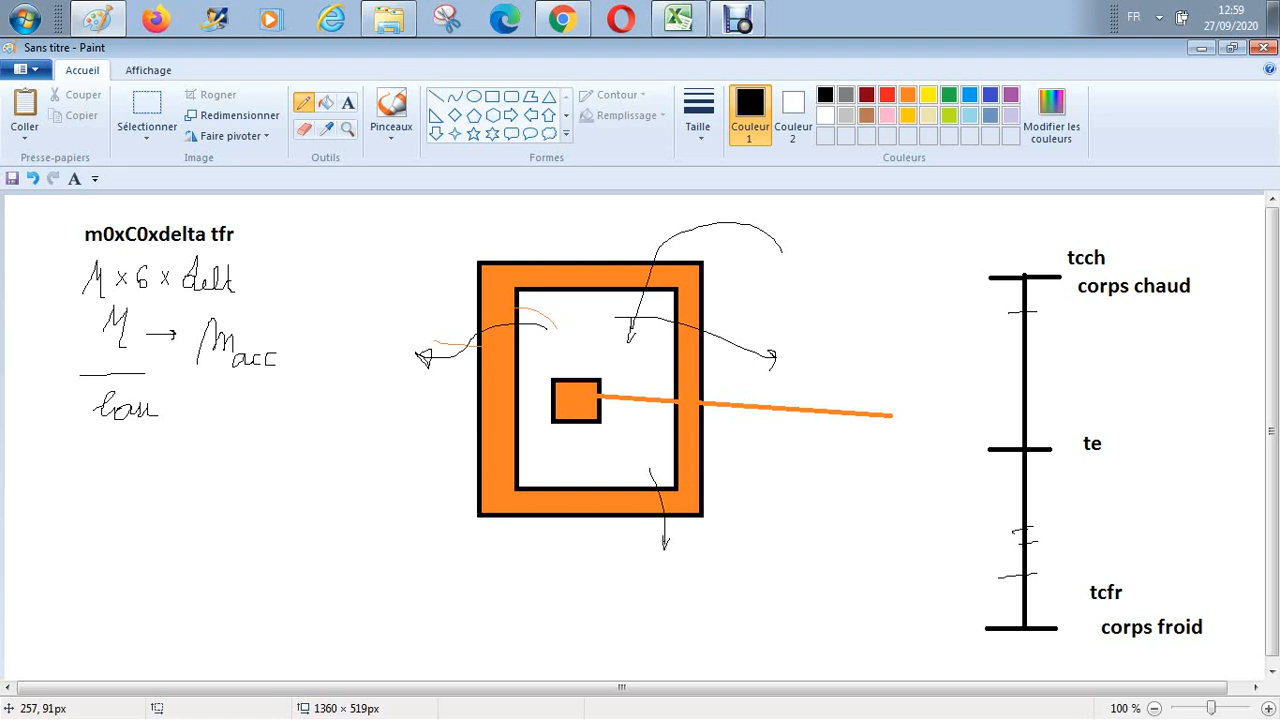 12:59
FR
27/09/2020
Sans titre - Paint
Accueil
Affichage
Coller
Couper
Copier
Presse-papiers
Sélectionner
Rogner
Redimensionner
Faire pivoter
Image
A
Outils
Pinceaux
Contour
Remplissage
Formes
Taille
Couleur 1
Couleur 2
Modifier les couleurs
Couleurs
A
m0xC0xdelta tfr
x 6 x delt
M
acc
tcch
corps chaud
te
tcfr
corps froid
257, 91px
1360 × 519px
100 %